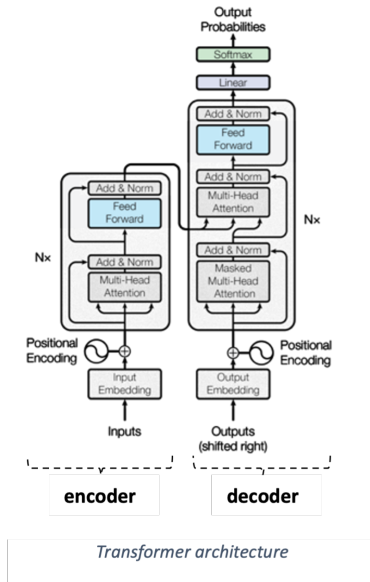 Output
Probabilities
Softmax
Linear
Add & Norm
Feed
Forward
Add & Norm
Multi-Head
Attention
Add & Norm
Masked
Multi-Head
Attention
Nx
Positional
Encoding
Output
Embedding
Outputs
(shifted right)
Add & Norm
Feed
Forward
Add & Norm
Multi-Head
Attention
Nx
Positional
Encoding
Input
Embedding
Inputs
encoder
decoder
Transformer architecture